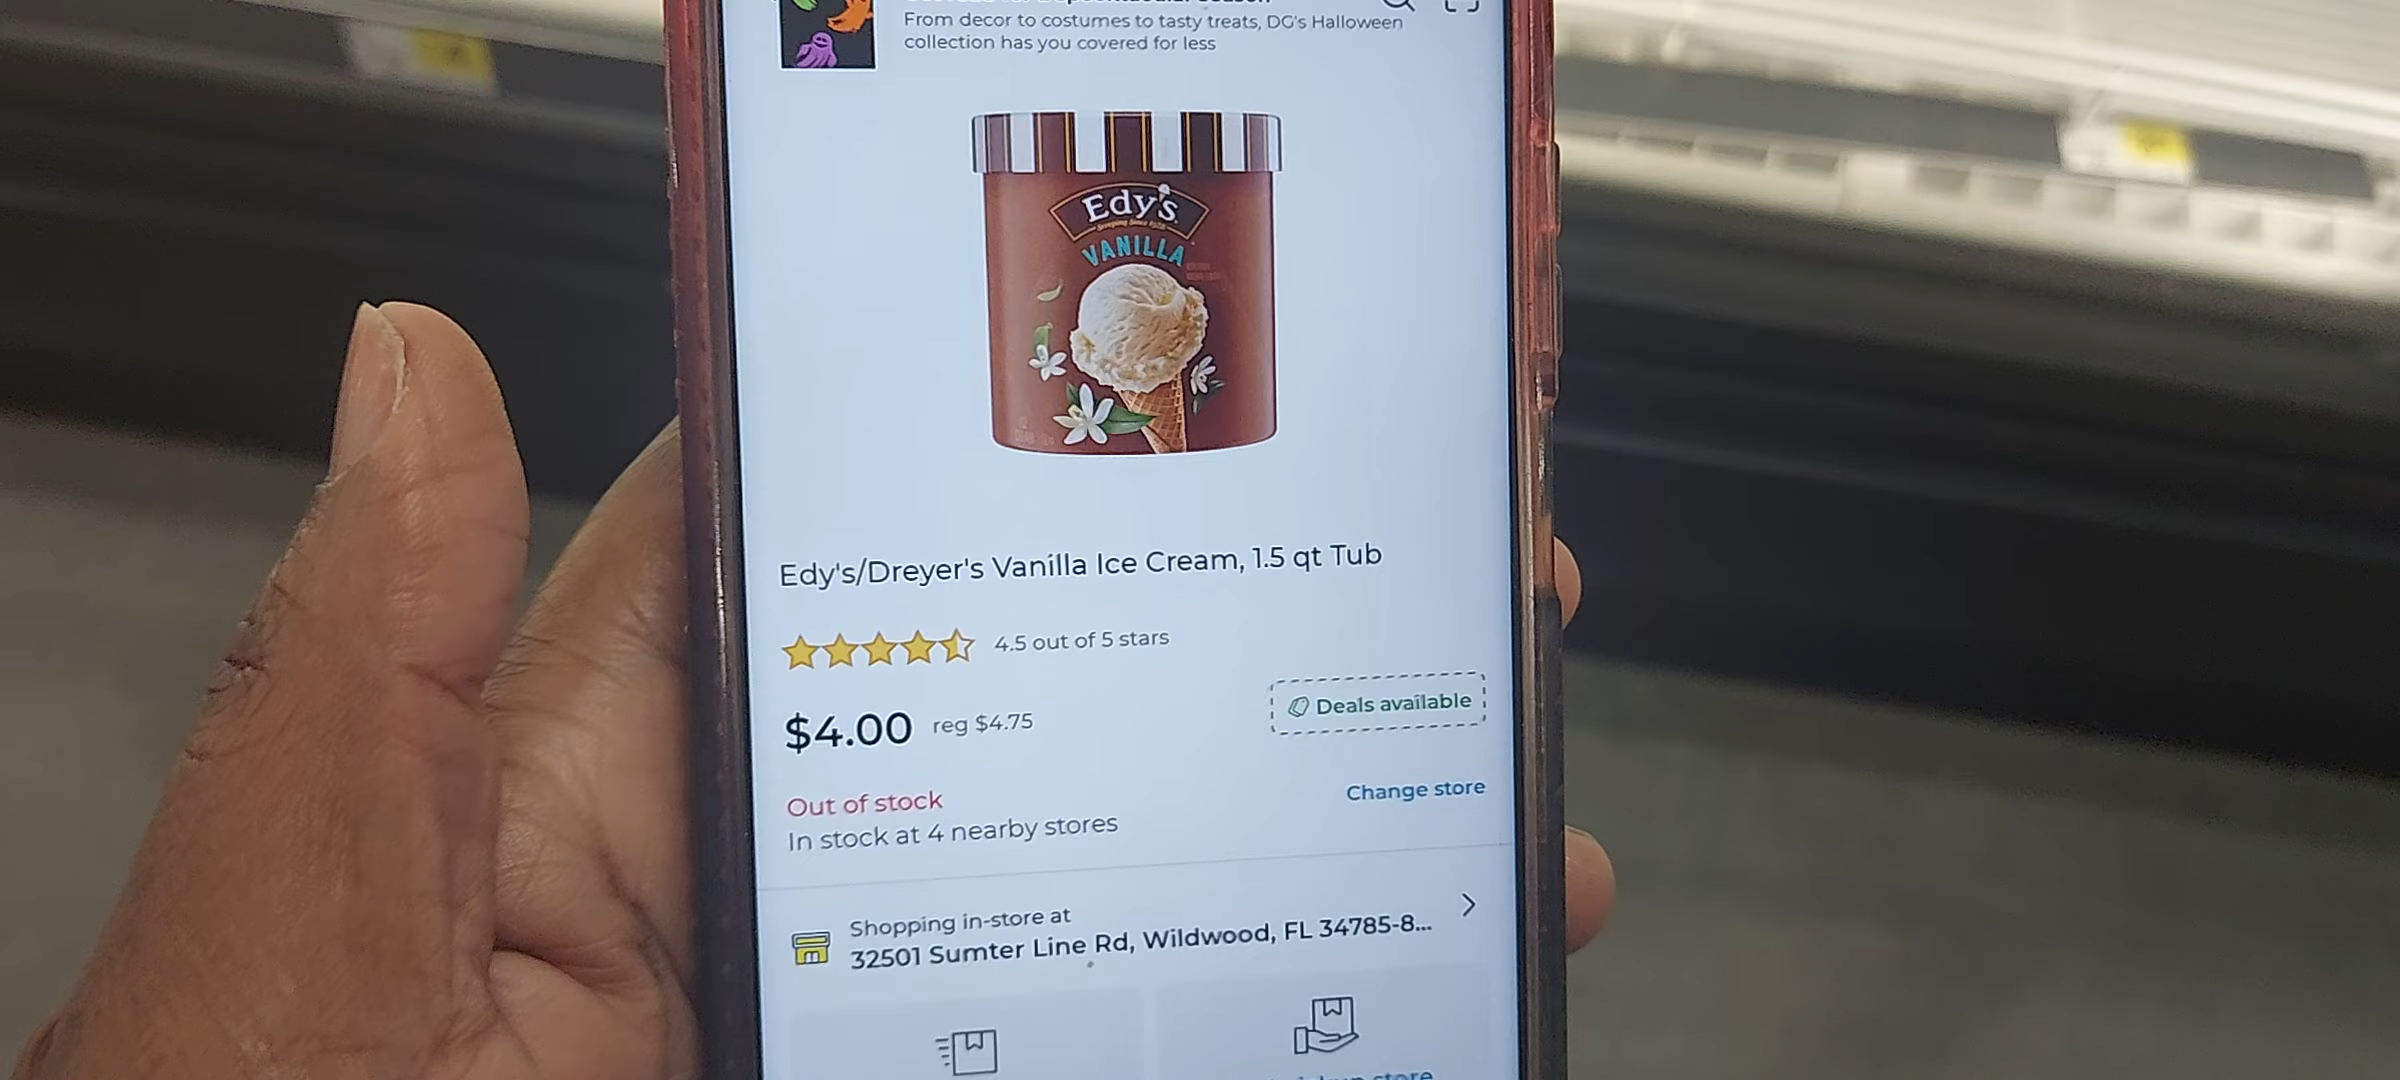 From decor to costumes to tasty treats, DG's Halloween
collection has you covered for less
Edy's
VANILLA
Edy's/Dreyer's Vanilla Ice Cream, 1.5 qt Tub
4.5 out of 5 stars
$4.00 reg $4.75
Deals available
Out of stock
Change store
In stock at 4 nearby stores
Shopping in-store at
32501 Sumter Line Rd, Wildwood, FL 34785-8...
store